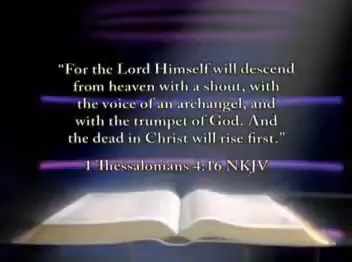 “For the Lord Himself will descend
from heaven with a shout, with
the voice of an archangel, and
with the trumpet of God. And
the dead in Christ will rise first.”
1 Thessalonians 4:16 NKJV